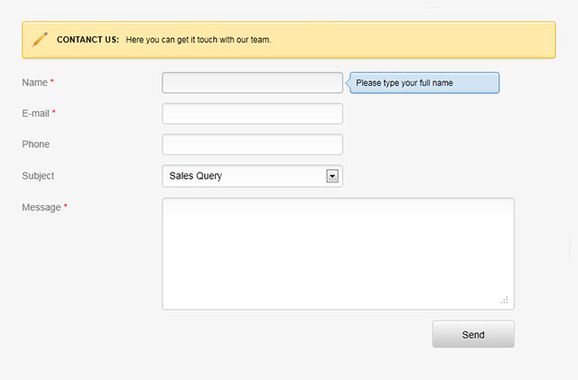 CONTANCT US: Here you can get it touch with our team.
Name *
Please type your full name
E-mail *
Phone
Subject
Sales Query
Message *
Send